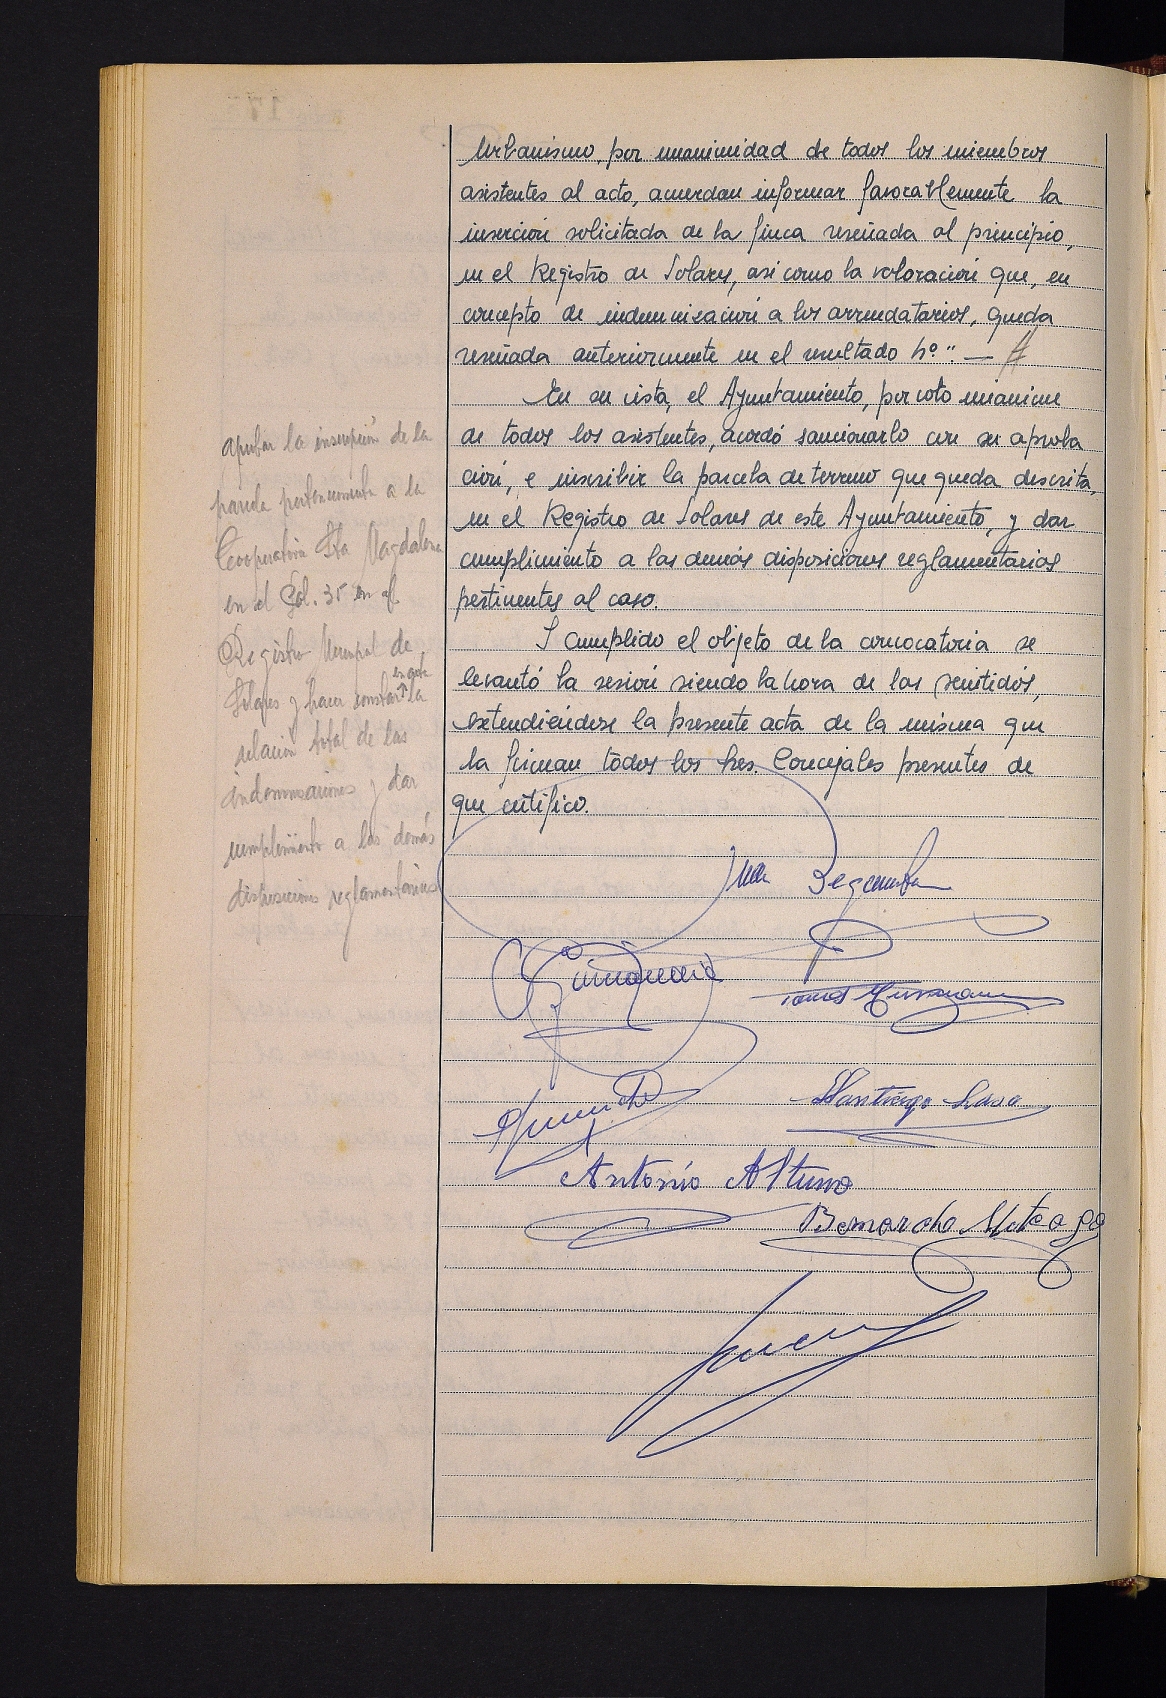 Urbanismo, por unanimidad de todos los miembros
asistentes al acto, acuerdan informar favorablemente la
inserción solicitada de la finca reseñada al principio,
en el Registro de Solares, así como la valoración que, en
concepto de indemnización a los arrendatarios, queda
reseñada anteriormente en el resultado nº." —
En su vista, el Ayuntamiento, por voto unánime
de todos los asistentes, acordó sancionarlo con su aproba
ción, e inscribir la parcela de terreno que queda descrita,
en el Registro de Solares de este Ayuntamiento, y dar
cumplimiento a las demás disposiciones reglamentarias
pertinentes al caso.
Y cumplido el objeto de la convocatoria se
levantó la sesión siendo la hora de las veintidós,
extendiéndose la presente acta de la misma que
la firman todos los Sres. Concejales presentes de
que certifico.
aprobar la inscripción de la
parcela perteneciente a la
Cooperativa Sta Magdalena
en el Pol. 35 en el
Registro Municipal de
Solares y hacer constar en acta la
relación total de las
indemnizaciones y dar
cumplimiento a las demás
disposiciones reglamentarias
Santiago Lasa
Antonio Altuna
Bernardo